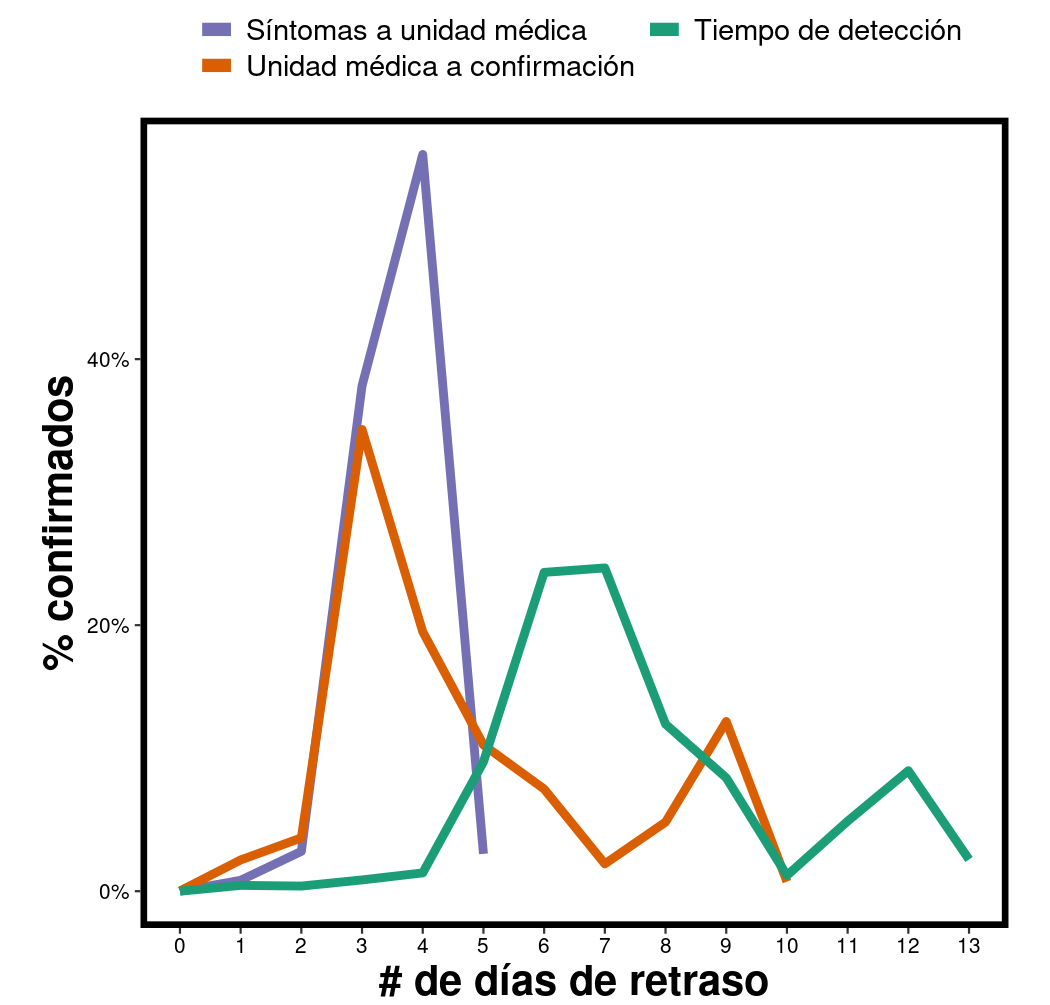 Síntomas a unidad médica
Tiempo de detección
Unidad médica a confirmación
% confirmados
40%
20%
0%
0 1 2 3 4 5 6 7 8 9 10 11 12 13
# de días de retraso